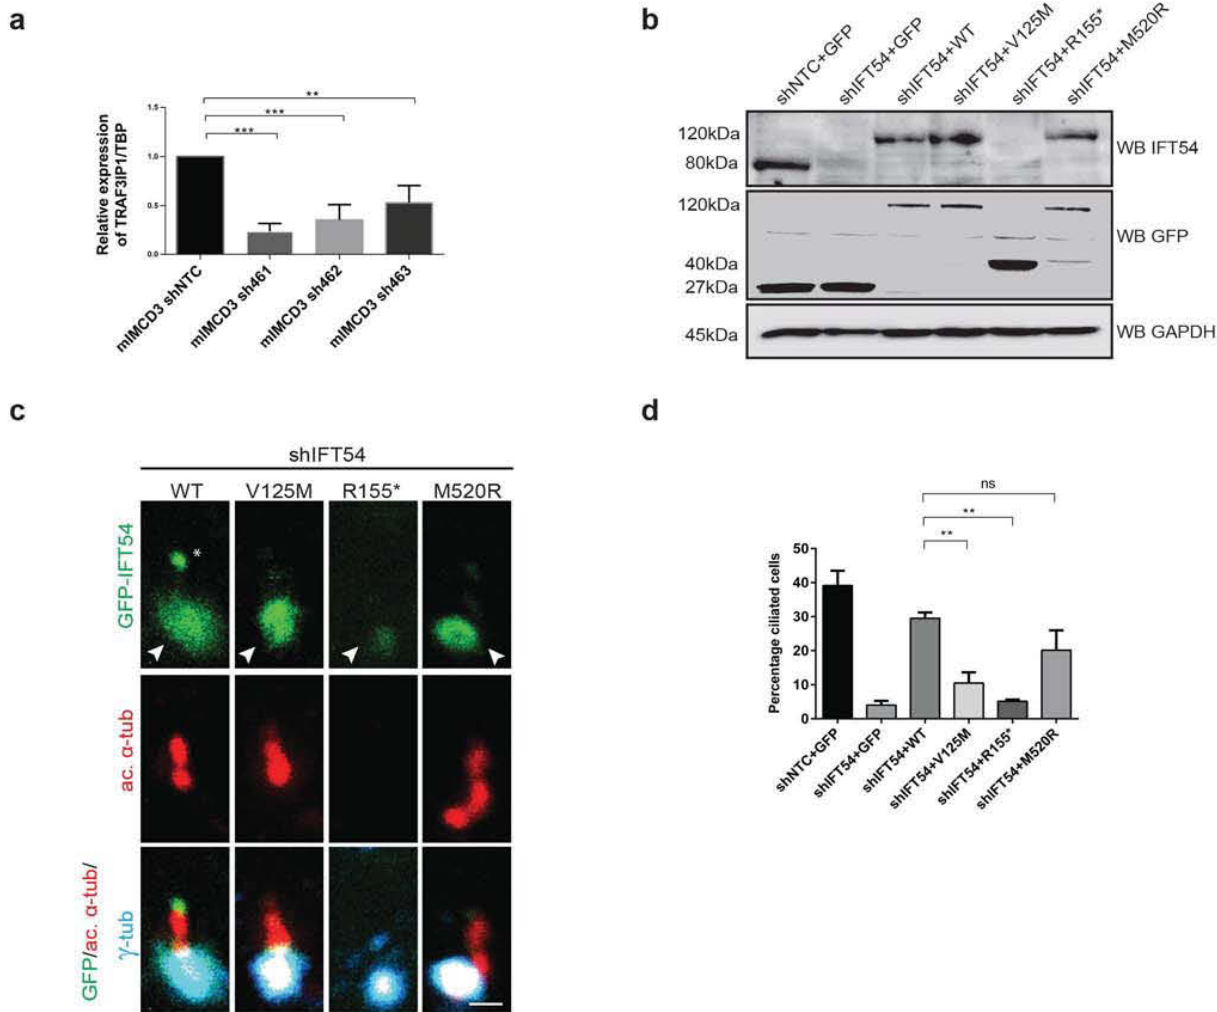 a
1.5
1.0
0.5
0.0
Relative expression
of TRAF3IP1/TBP
**
***
***
mIMCD3 shNTC
mIMCD3 sh461
mIMCD3 sh462
mIMCD3 sh463
b
shNTC+GFP
shIFT54+GFP
shIFT54+WT
shIFT54+V125M
shIFT54+R155*
shIFT54+M520R
120kDa
80kDa
WB IFT54
120kDa
40kDa
27kDa
WB GFP
45kDa
WB GAPDH
c
shIFT54
WT V125M R155* M520R
GFP-IFT54
*
ac. α-tub
GFP/ac. α-tub/
γ-tub
d
ns
**
**
50
40
30
20
10
0
Percentage ciliated cells
shNTC+GFP
shIFT54+GFP
shIFT54+WT
shIFT54+V125M
shIFT54+R155*
shIFT54+M520R